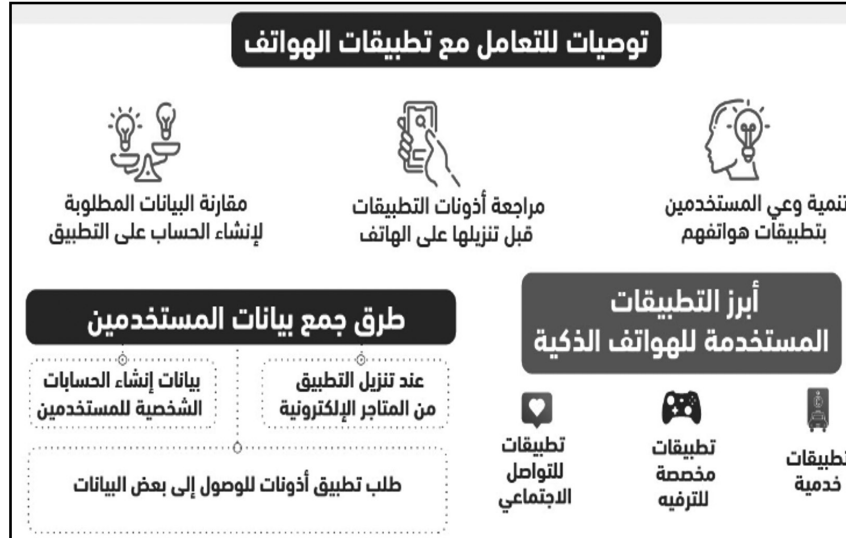 توصيات للتعامل مع تطبيقات الهواتف
تنمية وعي المستخدمين
بتطبيقات هواتفهم
مراجعة أذونات التطبيقات
قبل تنزيلها على الهاتف
مقارنة البيانات المطلوبة
لإنشاء الحساب على التطبيق
أبرز التطبيقات
المستخدمة للهواتف الذكية
تطبيقات
خدمية
تطبيقات
مخصصة
للترفيه
تطبيقات
للتواصل
الاجتماعي
طرق جمع بيانات المستخدمين
عند تنزيل التطبيق
من المتاجر الإلكترونية
بيانات إنشاء الحسابات
الشخصية للمستخدمين
طلب تطبيق أذونات للوصول إلى بعض البيانات